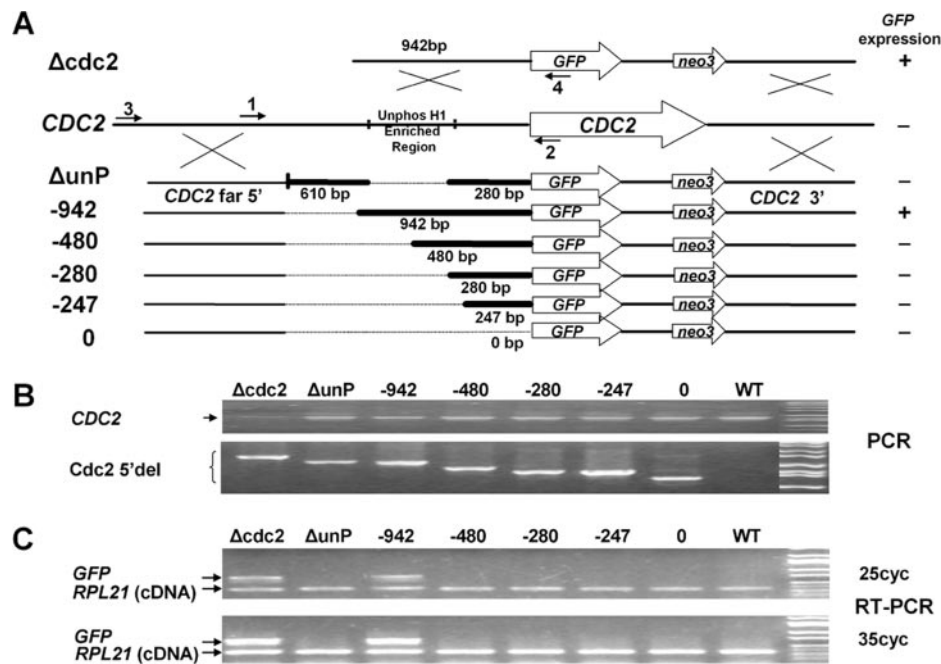 A
GFP
expression
942bp
Δcdc2
GFP
neo3
+
4
3
1
CDC2
Unphos H1
Enriched
Region
CDC2
–
2
ΔunP
GFP
neo3
–
CDC2 far 5'
610 bp
280 bp
CDC2 3'
-942
GFP
neo3
+
942 bp
-480
GFP
neo3
–
480 bp
-280
GFP
neo3
–
280 bp
-247
GFP
neo3
–
247 bp
0
GFP
neo3
–
0 bp
B
Δcdc2 ΔunP -942 -480 -280 -247 0 WT
CDC2
PCR
Cdc2 5'del
C
Δcdc2 ΔunP -942 -480 -280 -247 0 WT
GFP
25cyc
RPL21 (cDNA)
RT-PCR
GFP
35cyc
RPL21 (cDNA)